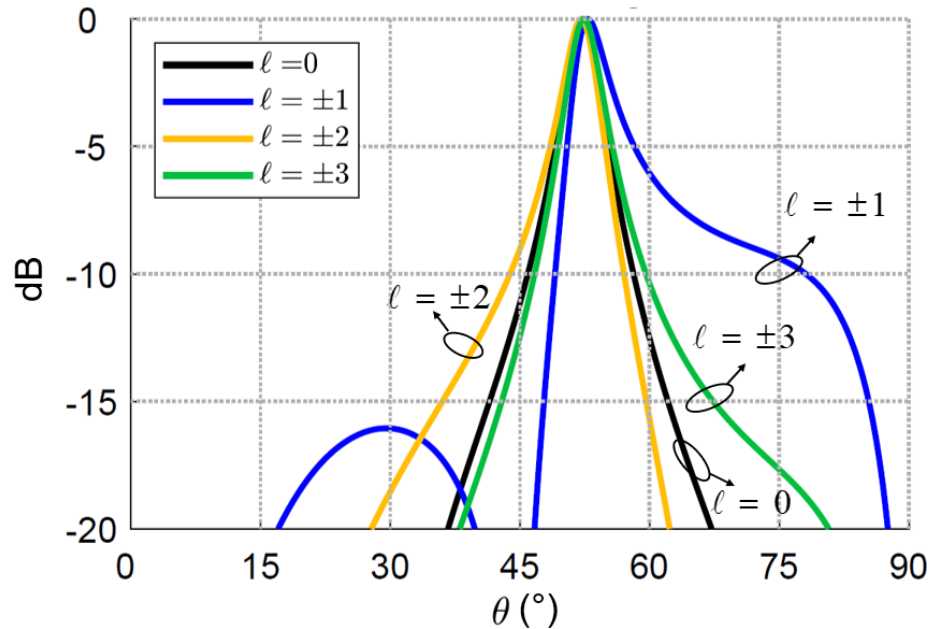 0
-5
-10
-15
-20
dB
ℓ =0
ℓ = ±1
ℓ = ±2
ℓ = ±3
ℓ = ±1
ℓ = ±2
ℓ = ±3
ℓ = 0
0 15 30 45 60 75 90
θ (°)